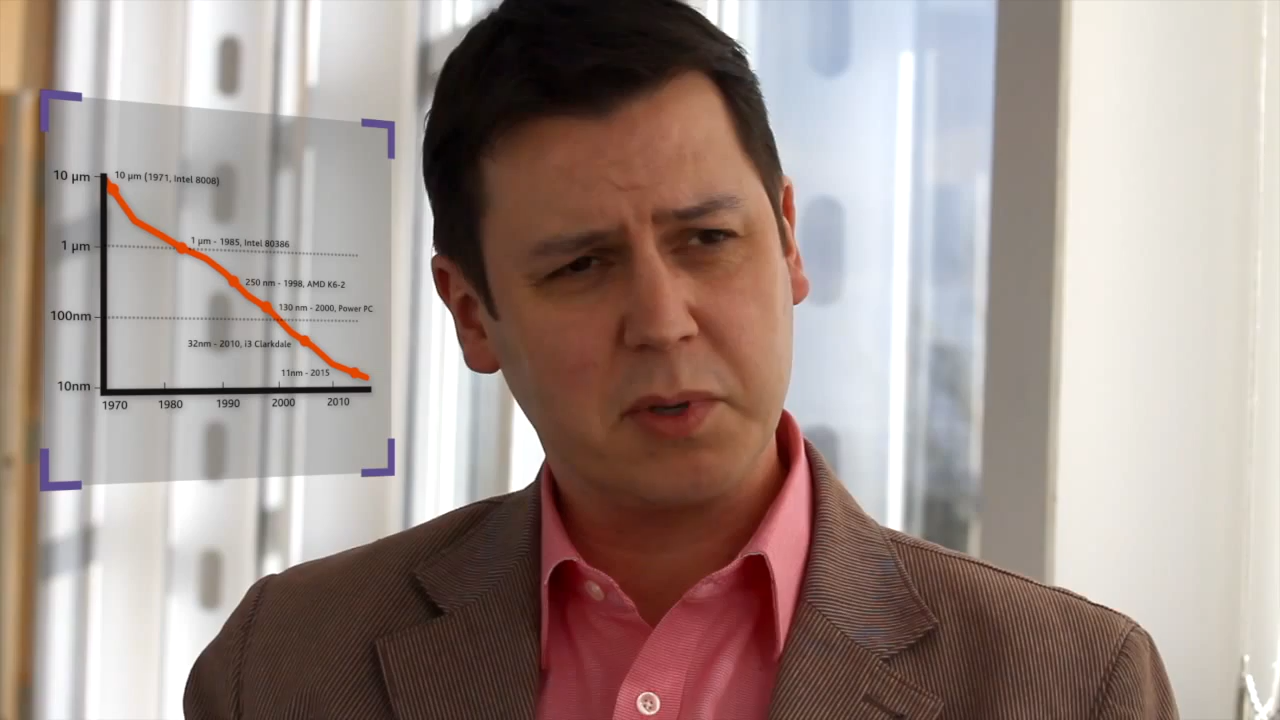 10 μm
10 μm (1971, Intel 8008)
1 μm
1 μm - 1985, Intel 80386
250 nm - 1998, AMD K6-2
130 nm - 2000, Power PC
100nm
32nm - 2010, i3 Clarkdale
11nm - 2015
10nm
1970 1980 1990 2000 2010